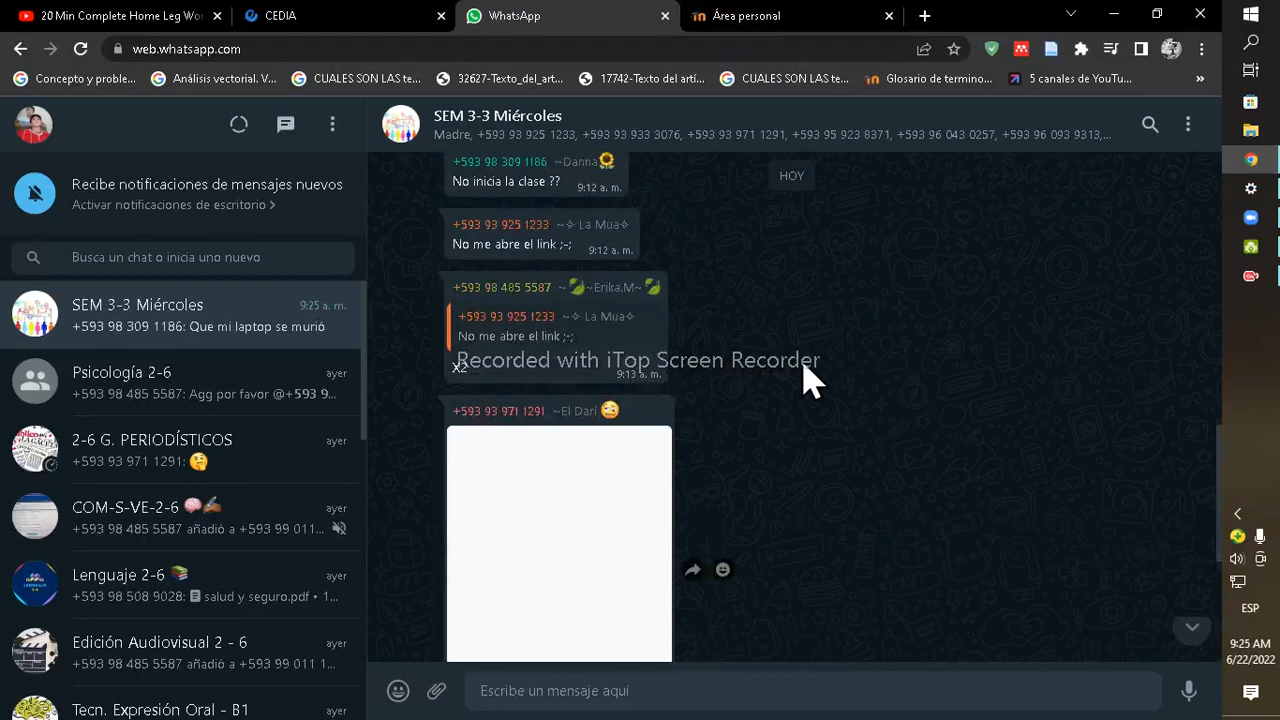 20 Min Complete Home Leg Wor
CEDIA
WhatsApp
Área personal
web.whatsapp.com
Concepto y proble...
Análisis vectorial. V...
CUALES SON LAS te...
32627-Texto_del_art...
17742-Texto del artí...
CUALES SON LAS te...
Glosario de termino...
5 canales de YouTu...
»
SEM 3-3 Miércoles
Madre, +593 93 925 1233, +593 93 933 3076, +593 93 971 1291, +593 95 923 8371, +593 96 043 0257, +593 96 093 9313,...
Recibe notificaciones de mensajes nuevos
Activar notificaciones de escritorio >
Busca un chat o inicia uno nuevo
SEM 3-3 Miércoles
9:25 a. m.
+593 98 309 1186: Que mi laptop se murió
Psicología 2-6
ayer
+593 98 485 5587: Agg por favor @+593 9...
2-6 G. PERIODÍSTICOS
ayer
+593 93 971 1291: 🤔
COM-S-VE-2-6 🧠✍🏾
ayer
+593 98 485 5587 añadió a +593 99 011...
Lenguaje 2-6 📚
ayer
+593 98 508 9028: salud y seguro.pdf • 1...
Edición Audiovisual 2 - 6
ayer
+593 98 485 5587 añadió a +593 99 011 1...
Tecn. Expresión Oral - B1
ayer
+593 98 309 1186 ~Danna🌻
HOY
No inicia la clase ??
9:12 a. m.
+593 93 925 1233 ~✧ La Mua✧
No me abre el link ;-;
9:12 a. m.
+593 98 485 5587 ~🍃~Erika.M~🍃
+593 93 925 1233 ~✧ La Mua✧
No me abre el link ;-;
X2
9:13 a. m.
Recorded with iTop Screen Recorder
+593 93 971 1291 ~El Darí 😳
Escribe un mensaje aquí
ESP
9:25 AM
6/22/2022